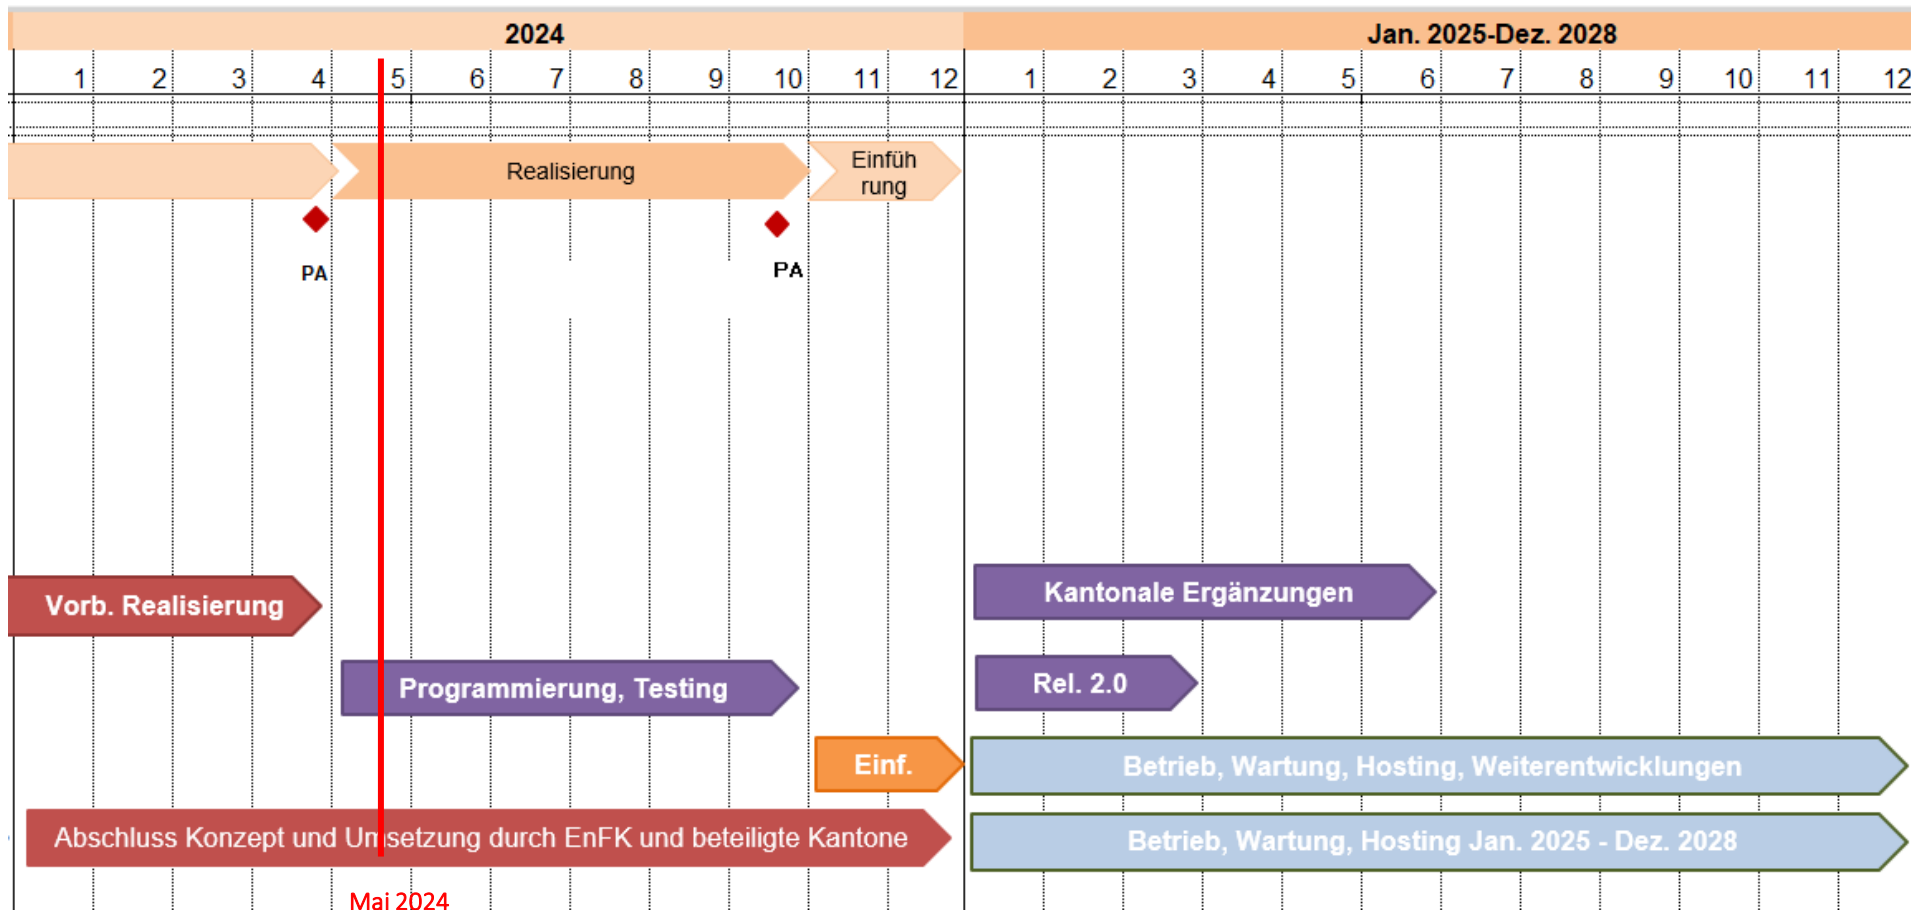 2024 Jan. 2025-Dez. 2028
1 2 3 4 5 6 7 8 9 10 11 12 1 2 3 4 5 6 7 8 9 10 11 12
Realisierung
Einfüh
rung
PA PA
Kantonale Ergänzungen
Vorb. Realisierung
Rel. 2.0
Programmierung, Testing
Einf.
Betrieb, Wartung, Hosting, Weiterentwicklungen
Abschluss Konzept und Umsetzung durch EnFK und beteiligte Kantone
Betrieb, Wartung, Hosting Jan. 2025 - Dez. 2028
Mai 2024